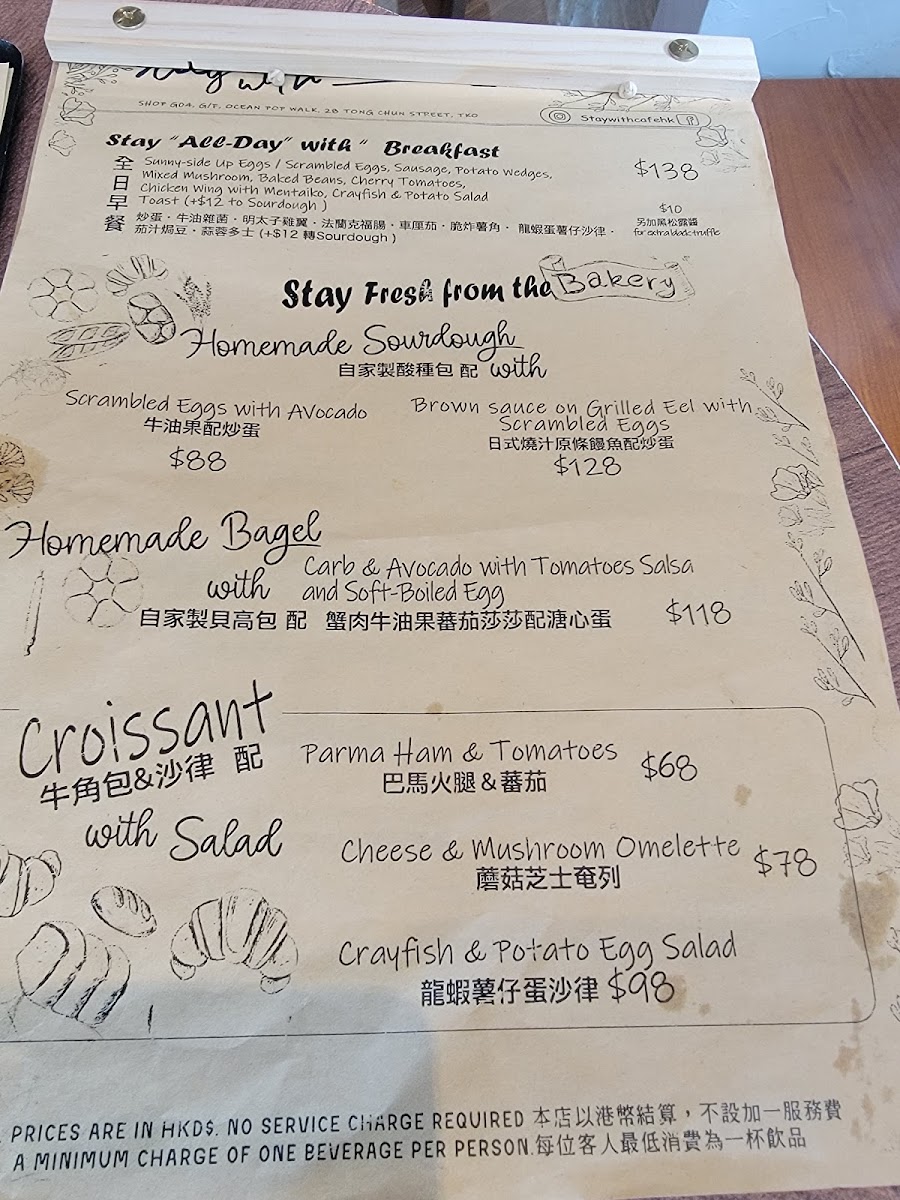 Stay with
SHOP G04, G/F, OCEAN POP WALK, 28 TONG CHUN STREET, TKO
Staywithcafehk
Stay "All-Day" with " Breakfast
全日早餐
Sunny-side Up Eggs / Scrambled Eggs, Sausage, Potato Wedges,
Mixed Mushroom, Baked Beans, Cherry Tomatoes,
Chicken Wing with Mentaiko, Crayfish & Potato Salad
Toast (+$12 to Sourdough )
炒蛋・牛油雜菌・明太子雞翼・法蘭克福腸・車厘茄・脆炸薯角・ 龍蝦蛋薯仔沙律・
茄汁焗豆・蒜蓉多士 (+$12 轉Sourdough )
$138
$10
另加黑松露醬
for extra black truffle
Stay Fresh from the Bakery
Homemade Sourdough
自家製酸種包 配 with
Scrambled Eggs with Avocado
牛油果配炒蛋
$88
Brown sauce on Grilled Eel with
Scrambled Eggs
日式燒汁原條饅魚配炒蛋
$128
Homemade Bagel
with Carb & Avocado with Tomatoes Salsa
and Soft-Boiled Egg
自家製貝高包 配 蟹肉牛油果蕃茄莎莎配溏心蛋 $118
Croissant
牛角包&沙律 配
with Salad
Parma Ham & Tomatoes $68
巴馬火腿&蕃茄
Cheese & Mushroom Omelette $78
蘑菇芝士奄列
Crayfish & Potato Egg Salad
龍蝦薯仔蛋沙律 $98
PRICES ARE IN HKD$. NO SERVICE CHARGE REQUIRED 本店以港幣結算，不設加一服務費
A MINIMUM CHARGE OF ONE BEVERAGE PER PERSON.每位客人最低消費為一杯飲品